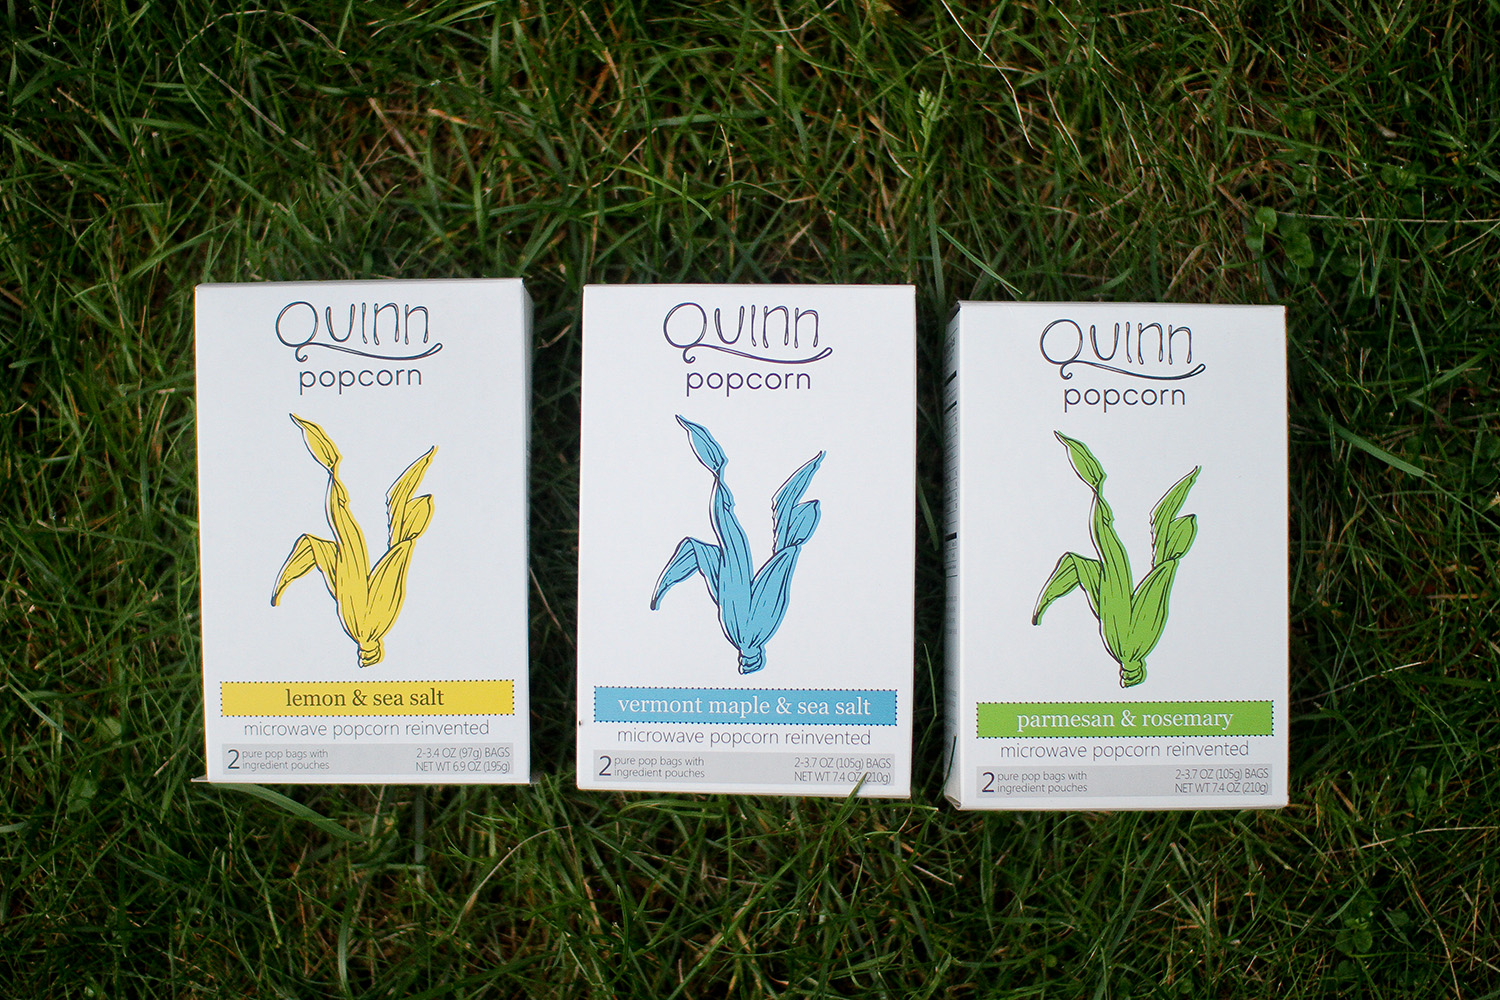 Quinn
popcorn
lemon & sea salt
microwave popcorn reinvented
2 pure pop bags with
ingredient pouches
2-3.4 OZ (97g) BAGS
NET WT 6.9 OZ (195g)
Quinn
popcorn
vermont maple & sea salt
microwave popcorn reinvented
2 pure pop bags with
ingredient pouches
2-3.7 OZ (105g) BAGS
NET WT 7.4 OZ (210g)
Quinn
popcorn
parmesan & rosemary
microwave popcorn reinvented
2 pure pop bags with
ingredient pouches
2-3.7 OZ (105g) BAGS
NET WT 7.4 OZ (210g)